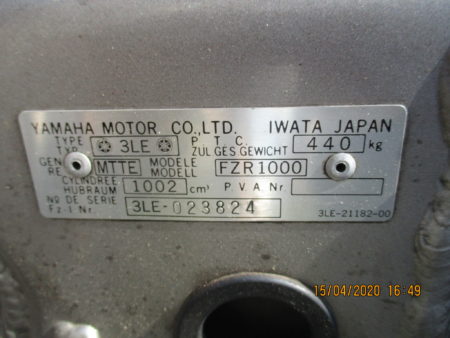 YAMAHA MOTOR CO.,LTD. IWATA JAPAN
TYPE TYP 3LE P. T. C. ZUL GES GEWICHT 440 kg
GEN RE MTTE MODELE MODELL FZR1000
CYLINDREE HUBRAUM 1002 cm³ P.V.A Nr
No DE SERIE Fz-I Nr. 3LE-023824
3LE-21182-00
15/04/2020 16:49